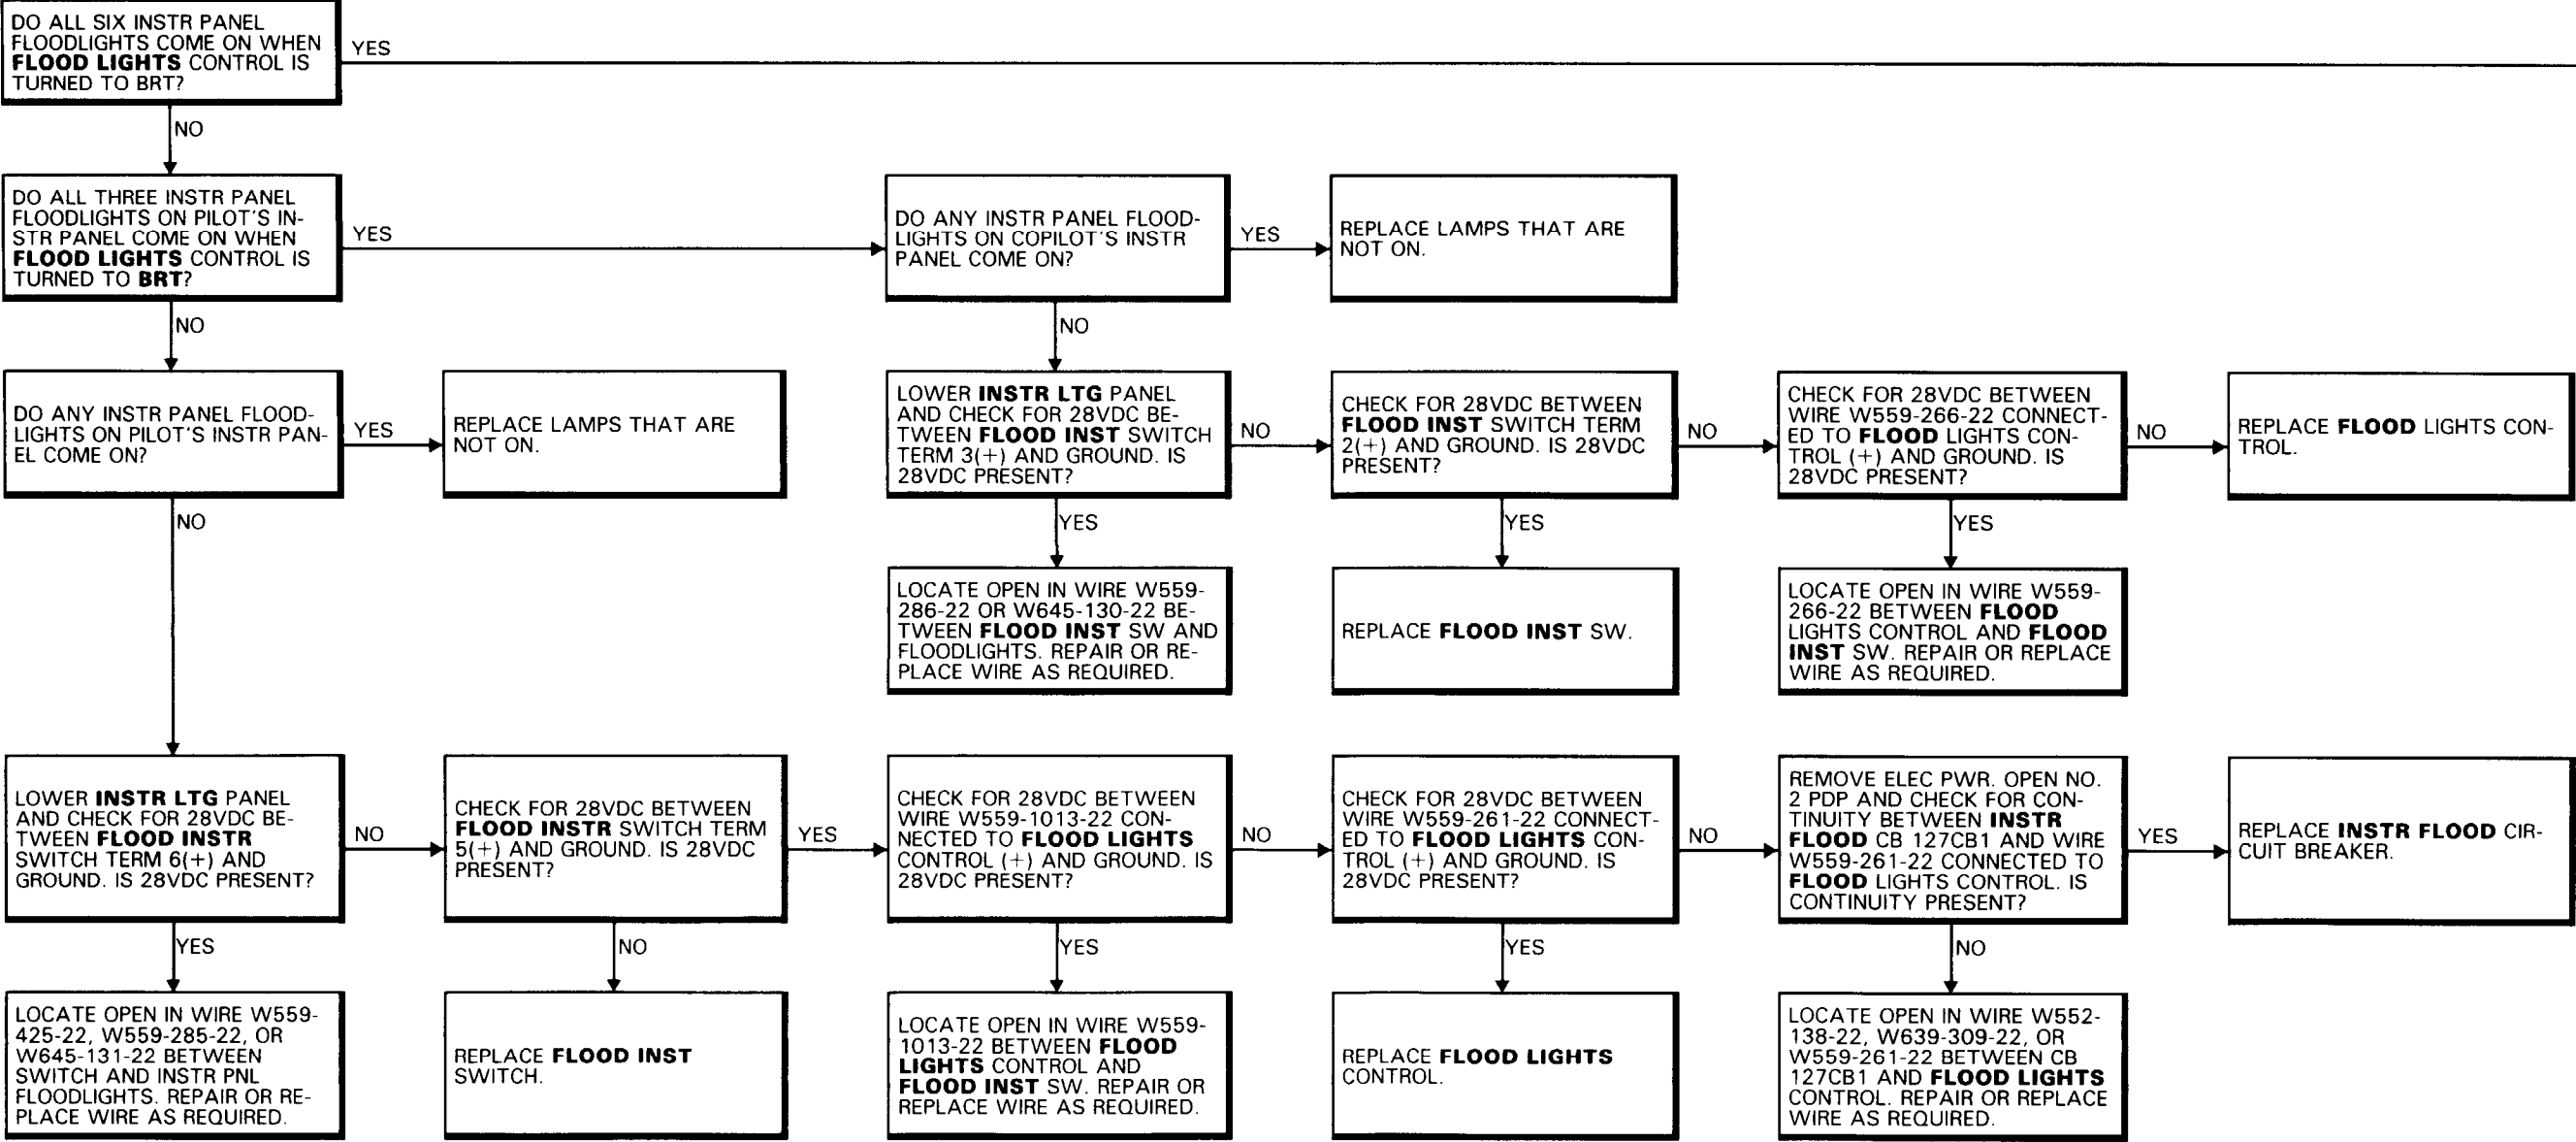 DO ALL SIX INSTR PANEL
FLOODLIGHTS COME ON WHEN
FLOOD LIGHTS CONTROL IS
TURNED TO BRT?
YES
NO
DO ALL THREE INSTR PANEL
FLOODLIGHTS ON PILOT'S IN-
STR PANEL COME ON WHEN
FLOOD LIGHTS CONTROL IS
TURNED TO BRT?
YES
DO ANY INSTR PANEL FLOOD-
LIGHTS ON COPILOT'S INSTR
PANEL COME ON?
YES
REPLACE LAMPS THAT ARE
NOT ON.
NO
NO
DO ANY INSTR PANEL FLOOD-
LIGHTS ON PILOT'S INSTR PAN-
EL COME ON?
YES
REPLACE LAMPS THAT ARE
NOT ON.
LOWER INSTR LTG PANEL
AND CHECK FOR 28VDC BE-
TWEEN FLOOD INST SWITCH
TERM 3(+) AND GROUND. IS
28VDC PRESENT?
NO
CHECK FOR 28VDC BETWEEN
FLOOD INST SWITCH TERM
2(+) AND GROUND. IS 28VDC
PRESENT?
NO
CHECK FOR 28VDC BETWEEN
WIRE W559-266-22 CONNECT-
ED TO FLOOD LIGHTS CON-
TROL (+) AND GROUND. IS
28VDC PRESENT?
NO
REPLACE FLOOD LIGHTS CON-
TROL.
NO
YES
YES
YES
LOCATE OPEN IN WIRE W559-
286-22 OR W645-130-22 BE-
TWEEN FLOOD INST SW AND
FLOODLIGHTS. REPAIR OR RE-
PLACE WIRE AS REQUIRED.
REPLACE FLOOD INST SW.
LOCATE OPEN IN WIRE W559-
266-22 BETWEEN FLOOD
LIGHTS CONTROL AND FLOOD
INST SW. REPAIR OR REPLACE
WIRE AS REQUIRED.
LOWER INSTR LTG PANEL
AND CHECK FOR 28VDC BE-
TWEEN FLOOD INSTR
SWITCH TERM 6(+) AND
GROUND. IS 28VDC PRESENT?
NO
CHECK FOR 28VDC BETWEEN
FLOOD INSTR SWITCH TERM
5(+) AND GROUND. IS 28VDC
PRESENT?
YES
CHECK FOR 28VDC BETWEEN
WIRE W559-1013-22 CON-
NECTED TO FLOOD LIGHTS
CONTROL (+) AND GROUND. IS
28VDC PRESENT?
NO
CHECK FOR 28VDC BETWEEN
WIRE W559-261-22 CONNECT-
ED TO FLOOD LIGHTS CON-
TROL (+) AND GROUND. IS
28VDC PRESENT?
NO
REMOVE ELEC PWR. OPEN NO.
2 PDP AND CHECK FOR CON-
TINUITY BETWEEN INSTR
FLOOD CB 127CB1 AND WIRE
W559-261-22 CONNECTED TO
FLOOD LIGHTS CONTROL. IS
CONTINUITY PRESENT?
YES
REPLACE INSTR FLOOD CIR-
CUIT BREAKER.
YES
NO
YES
YES
NO
LOCATE OPEN IN WIRE W559-
425-22, W559-285-22, OR
W645-131-22 BETWEEN
SWITCH AND INSTR PNL
FLOODLIGHTS. REPAIR OR RE-
PLACE WIRE AS REQUIRED.
REPLACE FLOOD INST
SWITCH.
LOCATE OPEN IN WIRE W559-
1013-22 BETWEEN FLOOD
LIGHTS CONTROL AND
FLOOD INST SW. REPAIR OR
REPLACE WIRE AS REQUIRED.
REPLACE FLOOD LIGHTS
CONTROL.
LOCATE OPEN IN WIRE W552-
138-22, W639-309-22, OR
W559-261-22 BETWEEN CB
127CB1 AND FLOOD LIGHTS
CONTROL. REPAIR OR REPLACE
WIRE AS REQUIRED.